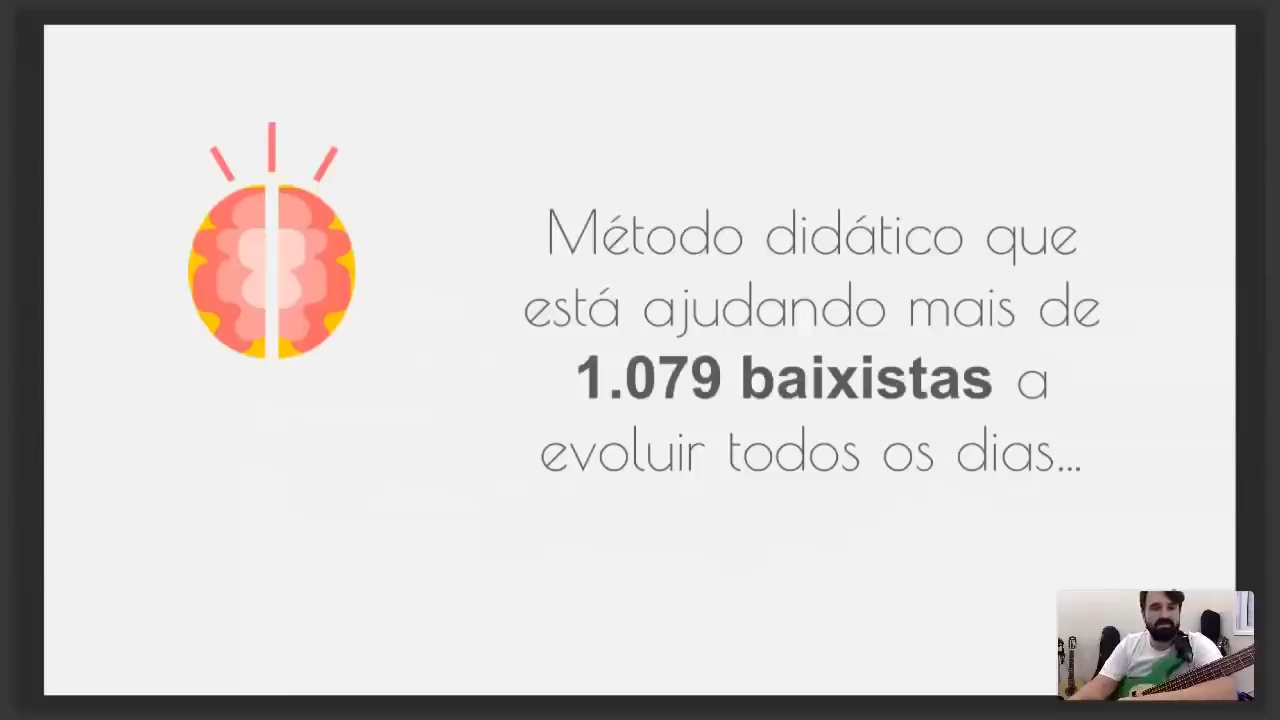 Método didático que
está ajudando mais de
1.079 baixistas a
evoluir todos os dias...